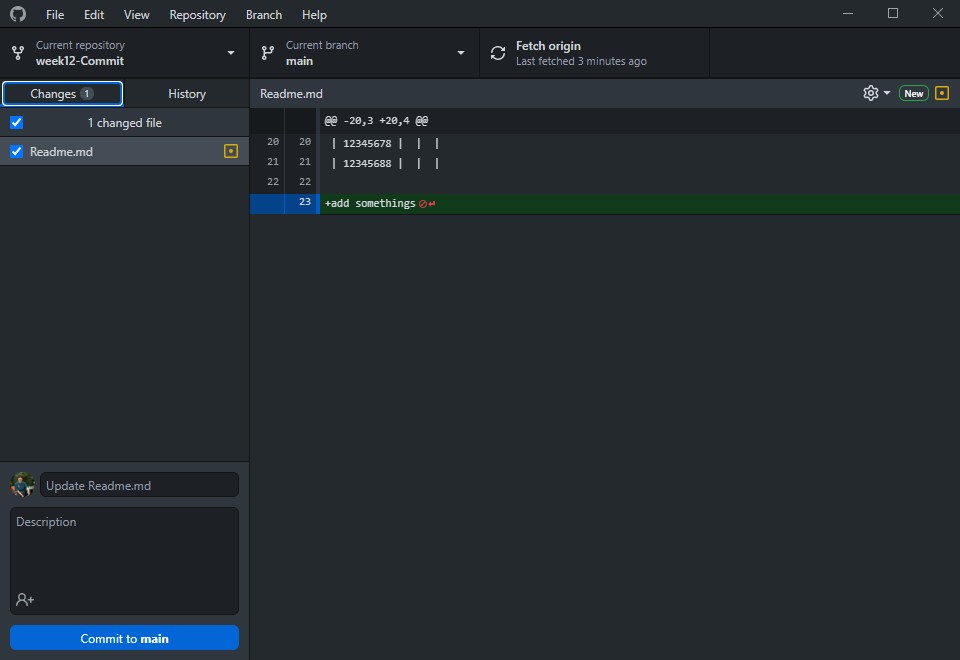 File Edit View Repository Branch Help
Current repository
week12-Commit
Current branch
main
Fetch origin
Last fetched 3 minutes ago
Changes 1 History
1 changed file
Readme.md
Readme.md
New
@@ -20,3 +20,4 @@
20 20 | 12345678 | | |
21 21 | 12345688 | | |
22 22
23 +add somethings
Update Readme.md
Description
Commit to main